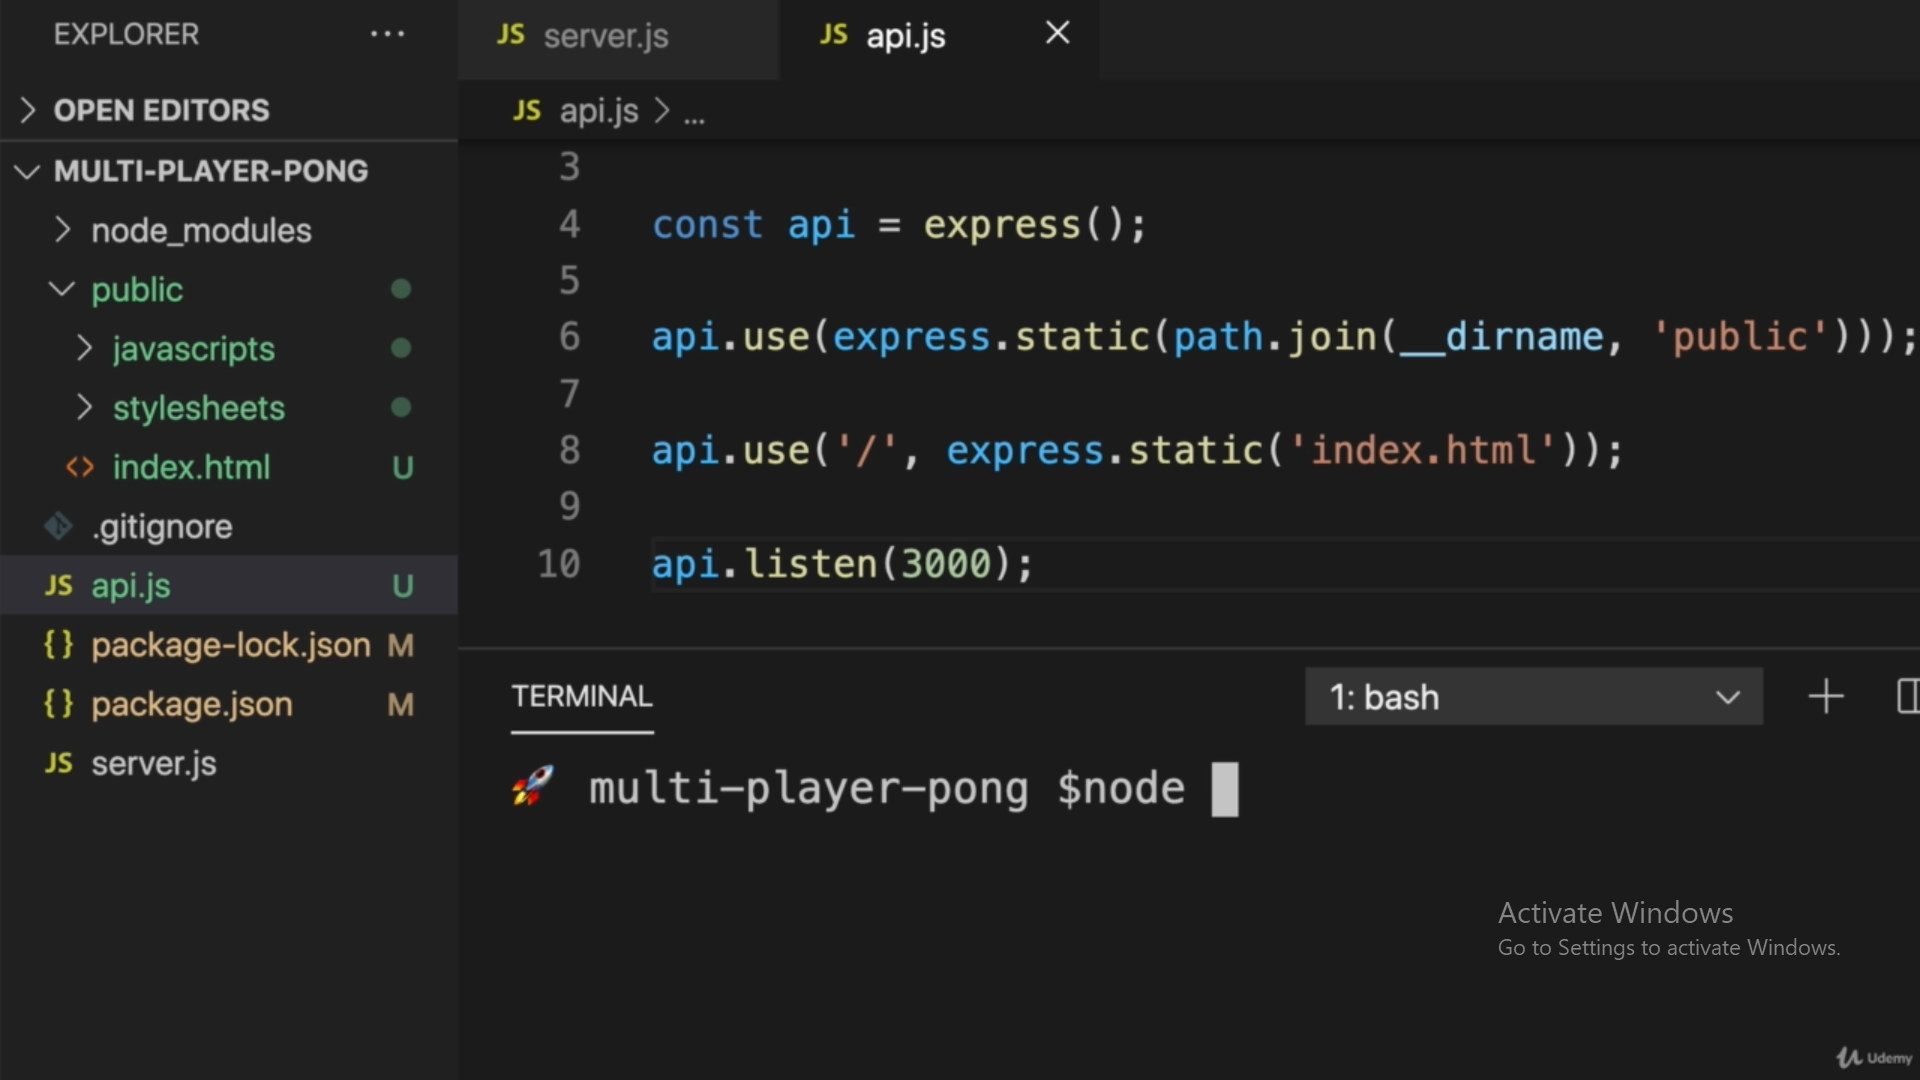 EXPLORER ...
OPEN EDITORS
MULTI-PLAYER-PONG
node_modules
public
javascripts
stylesheets
index.html U
.gitignore
JS api.js U
{} package-lock.json M
{} package.json M
JS server.js
JS server.js JS api.js
JS api.js > ...
3
4 const api = express();
5
6 api.use(express.static(path.join(__dirname, 'public')));
7
8 api.use('/', express.static('index.html'));
9
10 api.listen(3000);
TERMINAL 1: bash
🚀 multi-player-pong $node
Activate Windows
Go to Settings to activate Windows.
Udemy